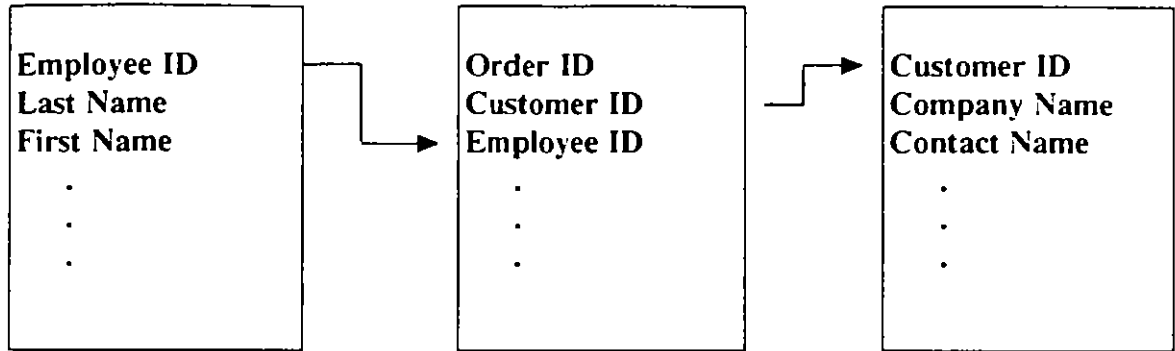 Employee ID
Last Name
First Name
.
.
.
Order ID
Customer ID
Employee ID
.
.
.
Customer ID
Company Name
Contact Name
.
.
.